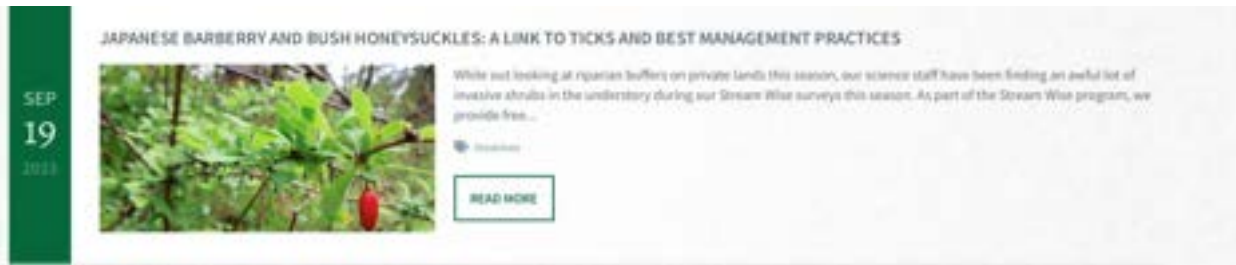 JAPANESE BARBERRY AND BUSH HONEYSUCKLES: A LINK TO TICKS AND BEST MANAGEMENT PRACTICES
SEP
19
While out looking at riparian buffers on private lands this season, our science staff have been finding an awful lot of
invasive shrubs in the understory during our Stream Wise surveys this season. As part of the Stream Wise program, we
provide free...
READ MORE